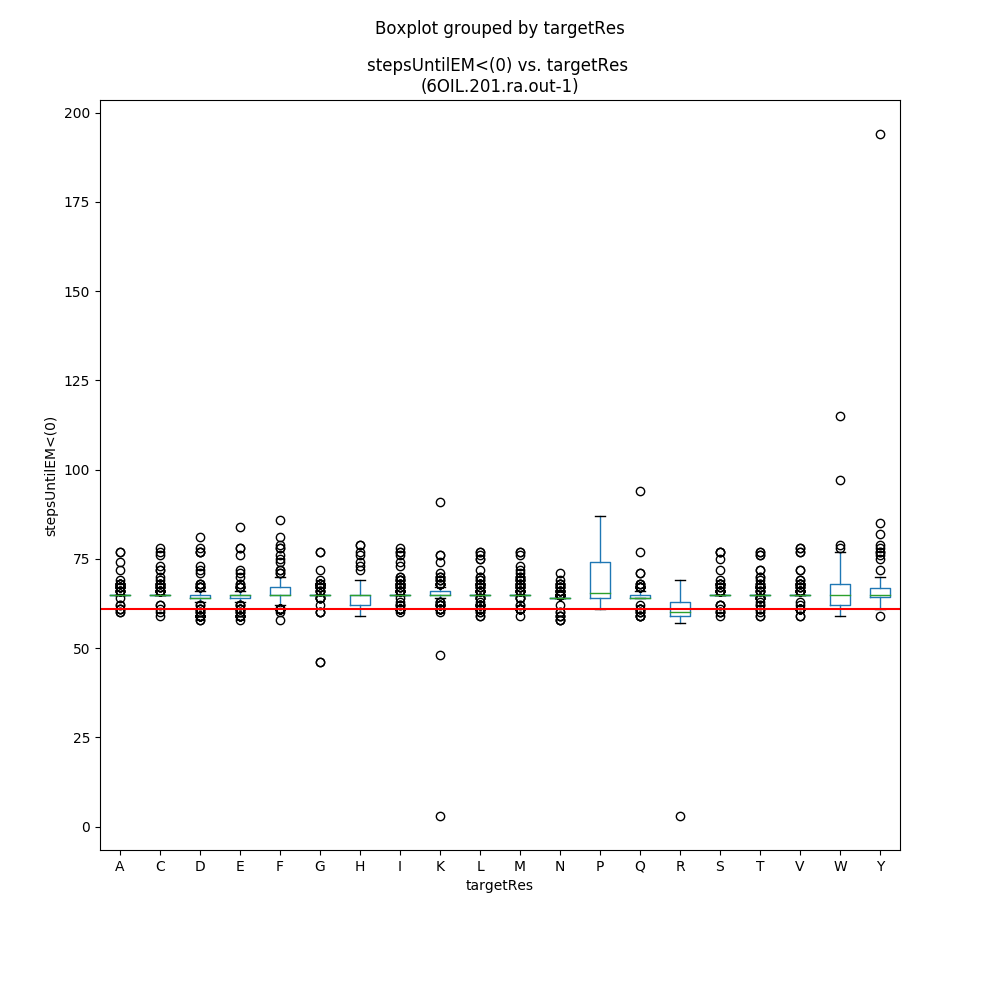 Boxplot grouped by targetRes
stepsUntilEM<(0) vs. targetRes
(6OIL.201.ra.out-1)
200
175
150
125
100
75
50
25
0
stepsUntilEM<(0)
A C D E F G H I K L M N P Q R S T V W Y
targetRes